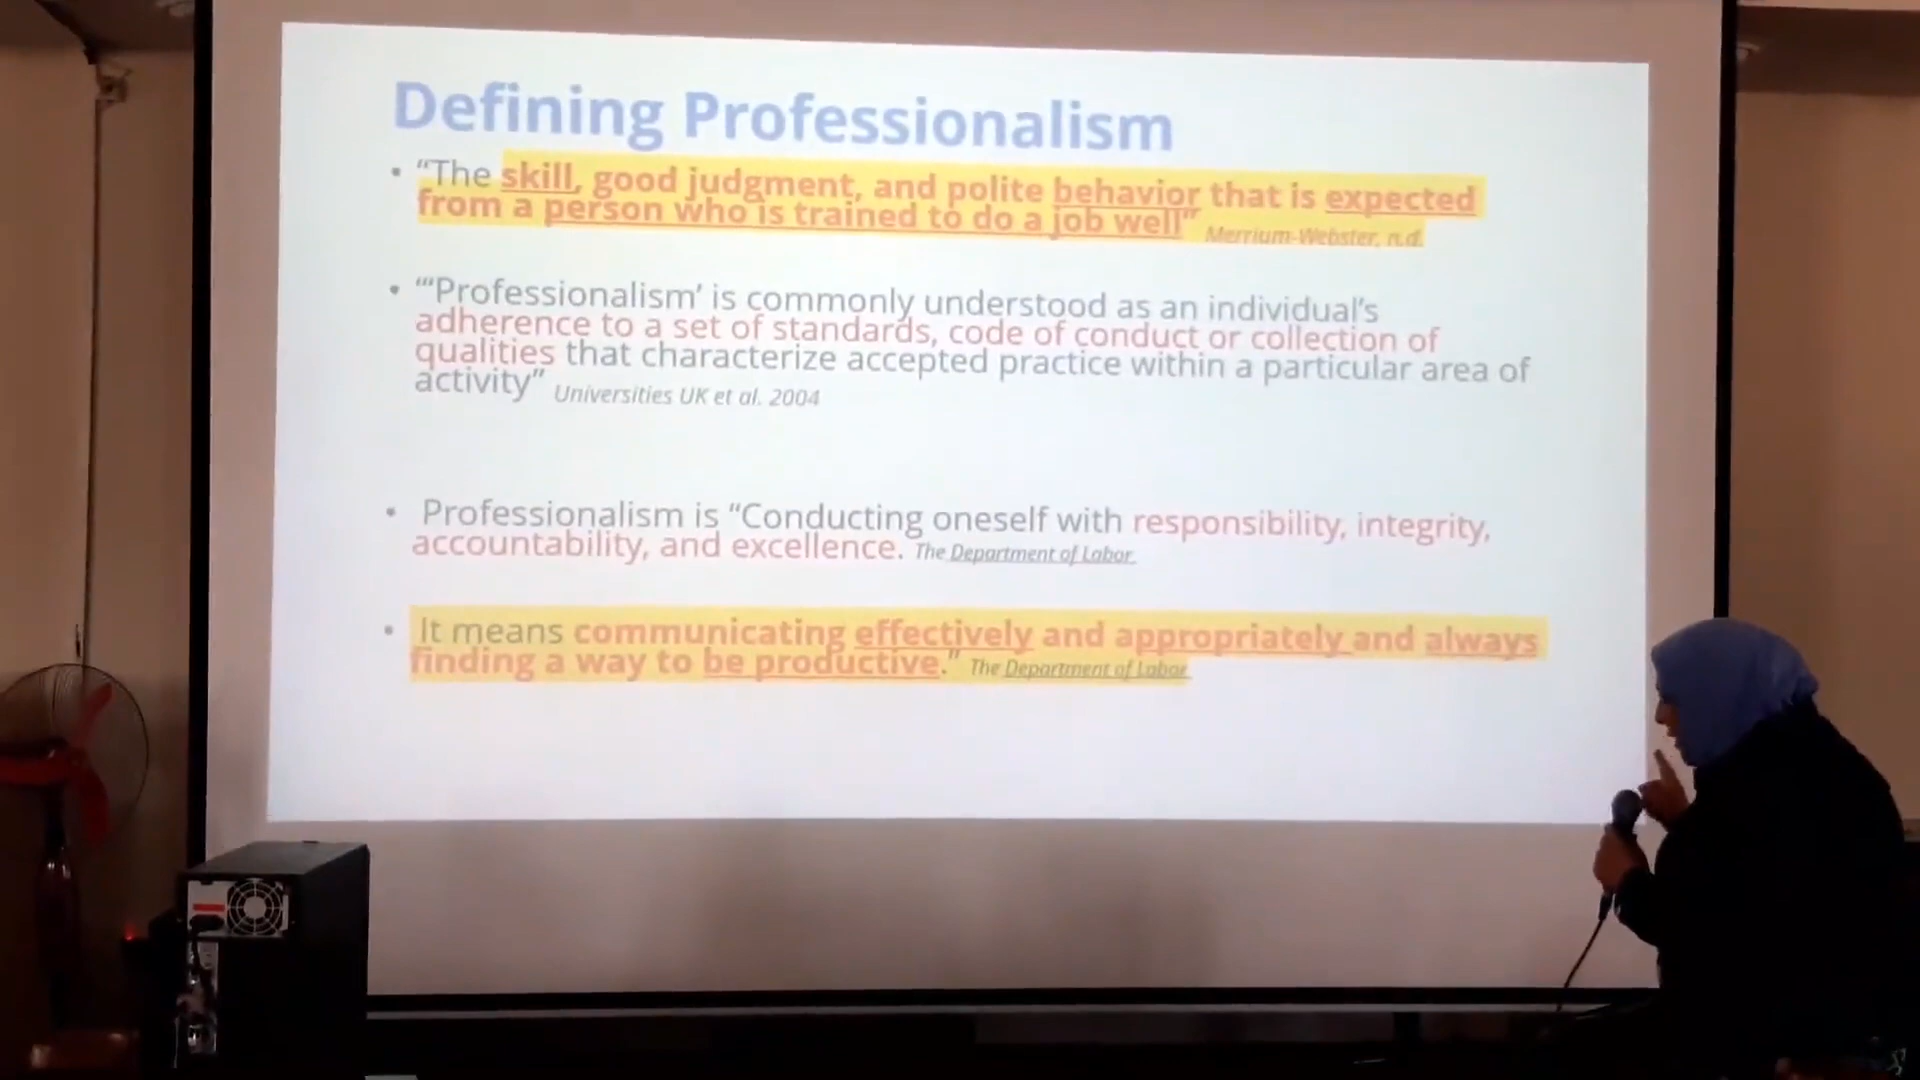 Defining Professionalism
• “The skill, good judgment, and polite behavior that is expected
from a person who is trained to do a job well” Merrium-Webster, n.d.
• “‘Professionalism’ is commonly understood as an individual’s
adherence to a set of standards, code of conduct or collection of
qualities that characterize accepted practice within a particular area of
activity” Universities UK et al. 2004
• Professionalism is “Conducting oneself with responsibility, integrity,
accountability, and excellence. The Department of Labor
• It means communicating effectively and appropriately and always
finding a way to be productive.” The Department of Labor